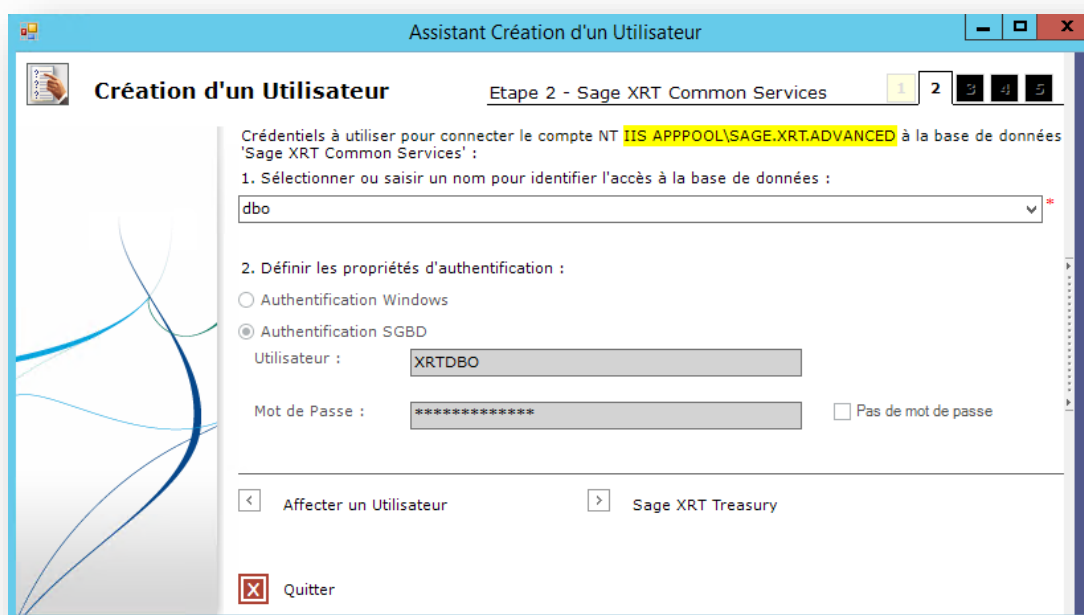 Assistant Création d'un Utilisateur
Création d'un Utilisateur
Etape 2 - Sage XRT Common Services
1 2 3 4 5
Crédentiels à utiliser pour connecter le compte NT IIS APPPOOL\SAGE.XRT.ADVANCED à la base de données
'Sage XRT Common Services' :
1. Sélectionner ou saisir un nom pour identifier l'accès à la base de données :
dbo
*
2. Définir les propriétés d'authentification :
Authentification Windows
Authentification SGBD
Utilisateur : XRTDBO
Mot de Passe : ************* Pas de mot de passe
< Affecter un Utilisateur > Sage XRT Treasury
X Quitter